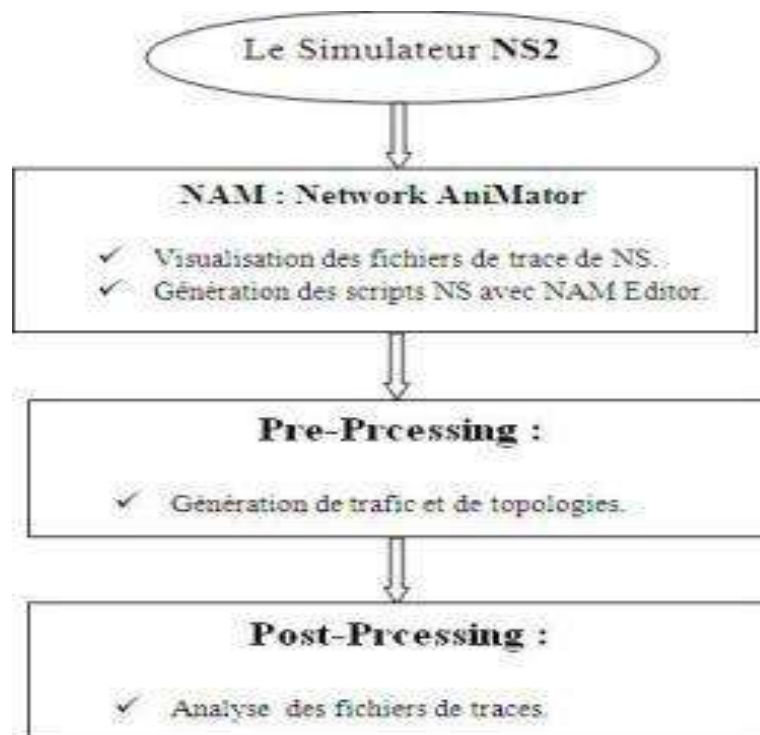 Le Simulateur NS2
NAM : Network AniMator
✓ Visualisation des fichiers de trace de NS.
✓ Génération des scripts NS avec NAM Editor.
Pre-Prcessing :
✓ Génération de trafic et de topologies.
Post-Prcessing :
✓ Analyse des fichiers de traces.